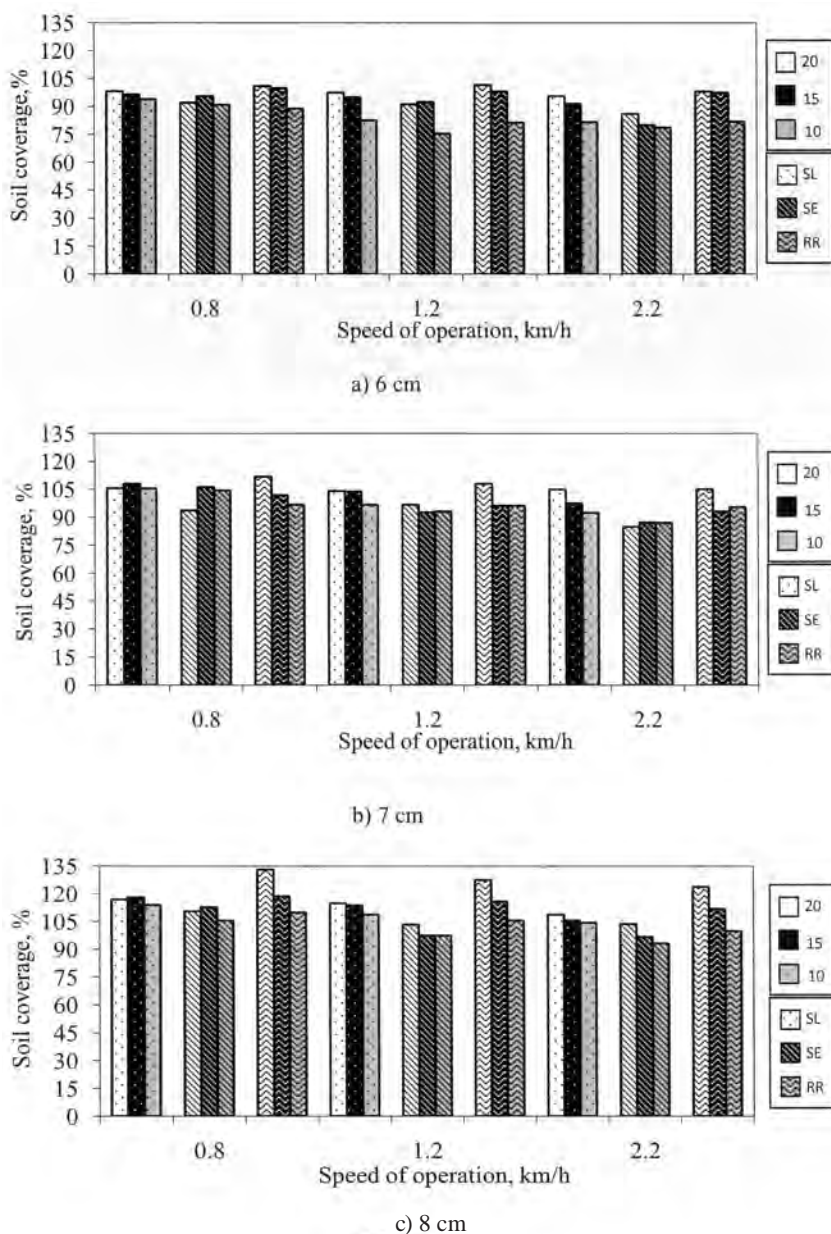 135
120
105
90
75
60
45
30
15
0
Soil coverage,%
0.8
1.2
2.2
Speed of operation, km/h
20
15
10
SL
SE
RR
a) 6 cm
135
120
105
90
75
60
45
30
15
0
Soil coverage, %
0.8
1.2
2.2
Speed of operation, km/h
20
15
10
SL
SE
RR
b) 7 cm
135
120
105
90
75
60
45
30
15
0
Soil coverage, %
0.8
1.2
2.2
Speed of operation, km/h
20
15
10
SL
SE
RR
c) 8 cm